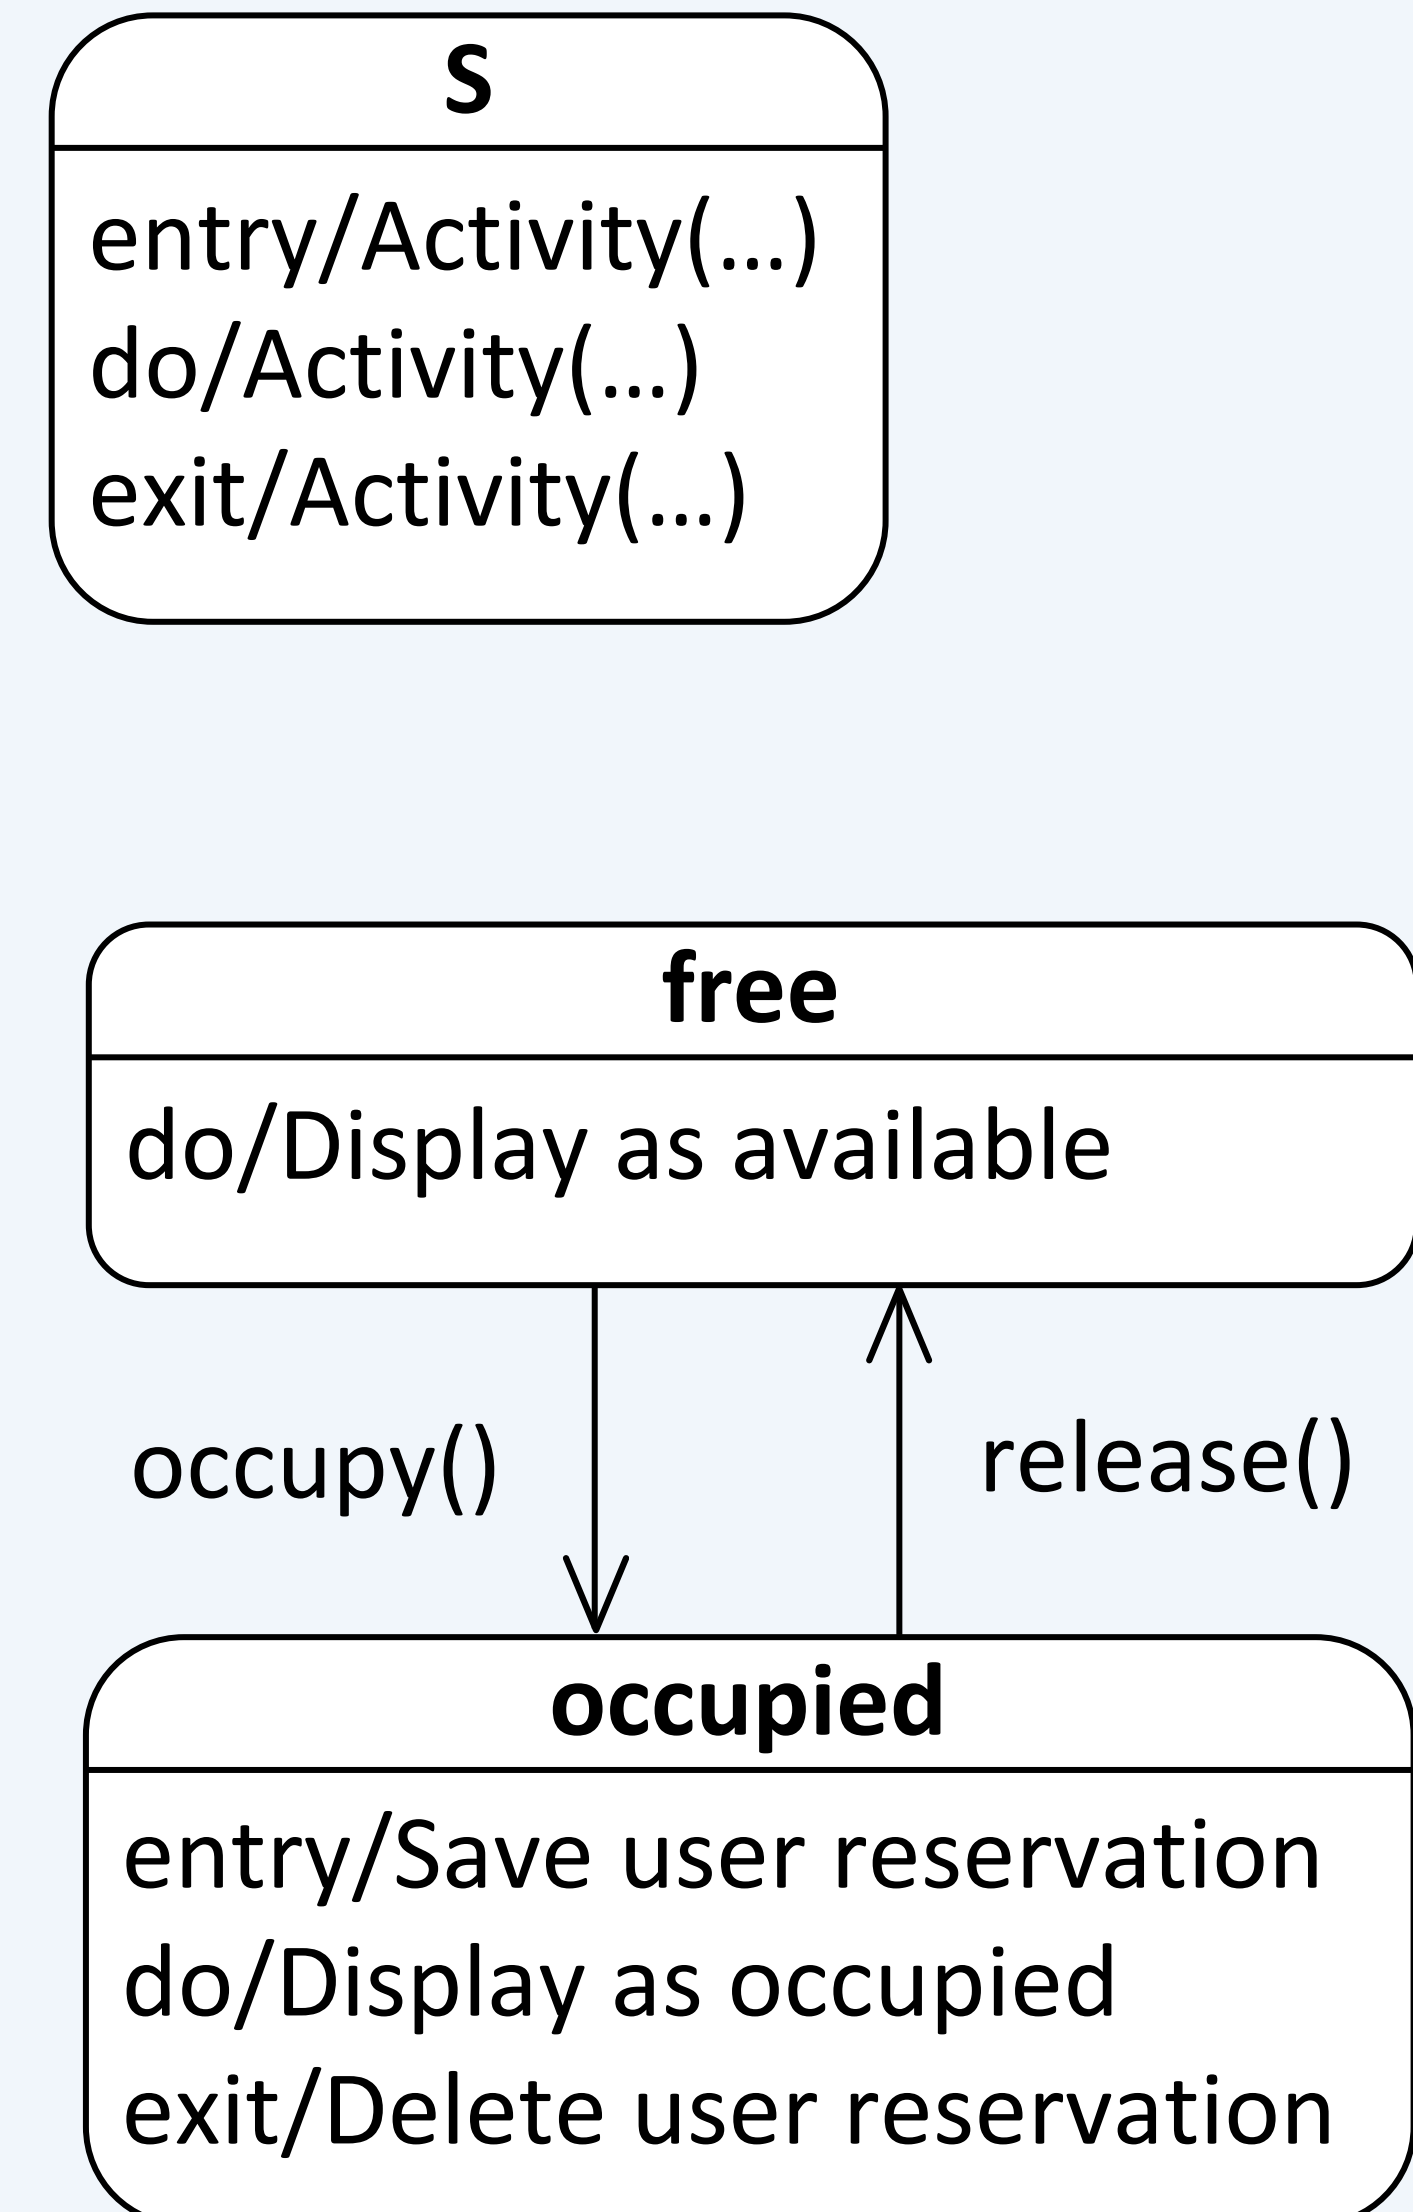 S
entry/Activity(...)
do/Activity(...)
exit/Activity(...)
free
do/Display as available
occupy()
release()
occupied
entry/Save user reservation
do/Display as occupied
exit/Delete user reservation